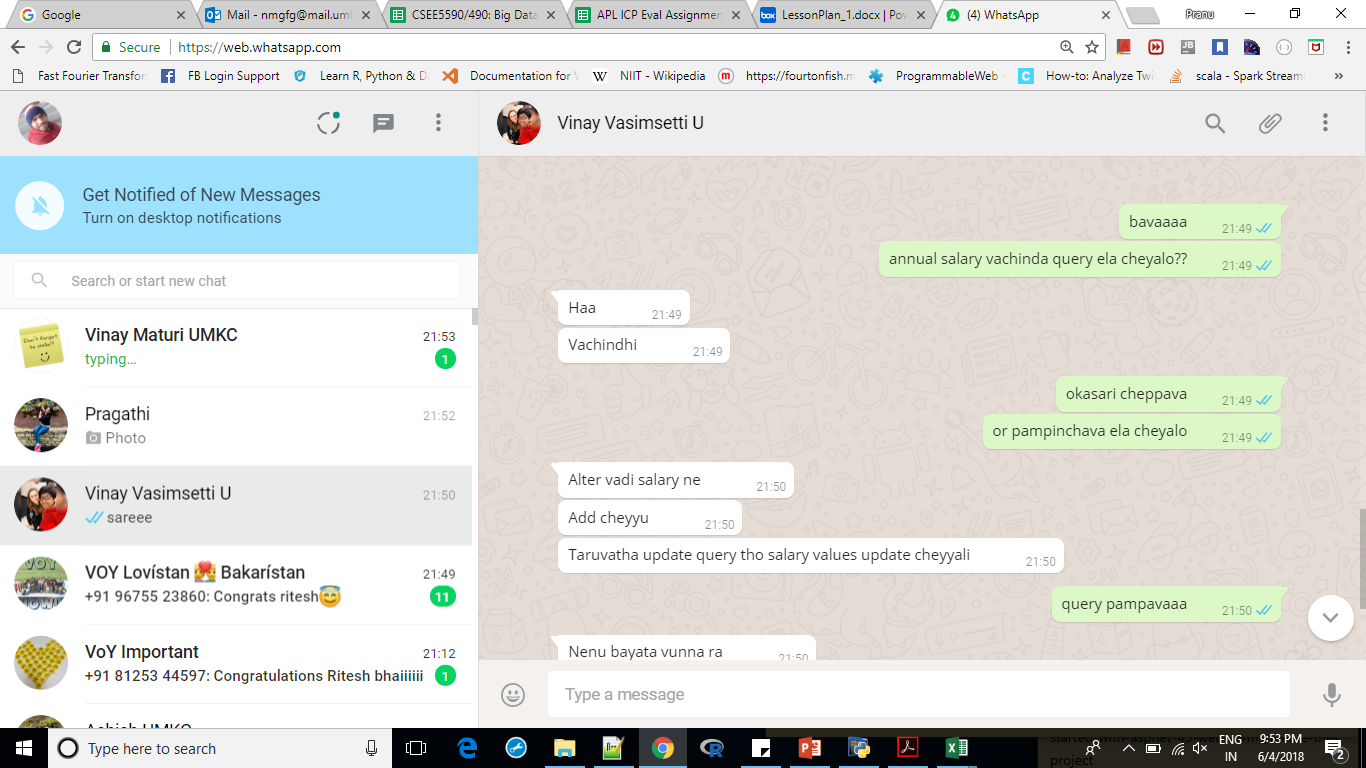 Google
Mail - nmgfg@mail.um
CSEE5590/490: Big Data
APL ICP Eval Assignmen
LessonPlan_1.docx | Pow
(4) WhatsApp
Pranu
Secure
https://web.whatsapp.com
Fast Fourier Transfor
FB Login Support
Learn R, Python & D
Documentation for
NIIT - Wikipedia
https://fourtonfish.m
ProgrammableWeb
How-to: Analyze Twi
scala - Spark Streami
»
Vinay Vasimsetti U
Get Notified of New Messages
Turn on desktop notifications
Search or start new chat
Vinay Maturi UMKC 21:53
typing... 1
Pragathi 21:52
Photo
Vinay Vasimsetti U 21:50
sareee
VOY Lovístan Bakarístan 21:49
+91 96755 23860: Congrats ritesh 11
VoY Important 21:12
+91 81253 44597: Congratulations Ritesh bhaiiiiii 1
bavaaaa 21:49
annual salary vachinda query ela cheyalo?? 21:49
Haa 21:49
Vachindhi 21:49
okasari cheppava 21:49
or pampinchava ela cheyalo 21:49
Alter vadi salary ne 21:50
Add cheyyu 21:50
Taruvatha update query tho salary values update cheyyali 21:50
query pampavaaa 21:50
Nenu bayata vunna ra 21:50
Type a message
Type here to search
ENG
IN
9:53 PM
6/4/2018
2
project